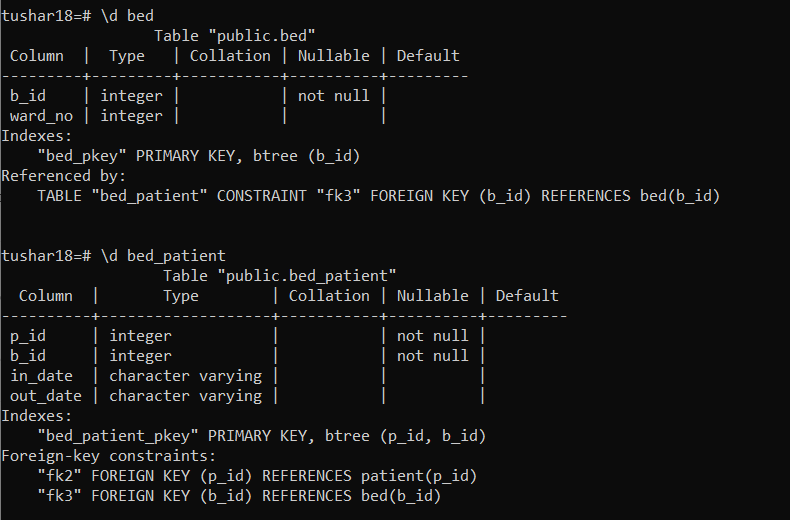 tushar18=# \d bed
                 Table "public.bed"
 Column  |  Type   | Collation | Nullable | Default
---------+---------+-----------+----------+---------
 b_id    | integer |           | not null |
 ward_no | integer |           |          |
Indexes:
    "bed_pkey" PRIMARY KEY, btree (b_id)
Referenced by:
    TABLE "bed_patient" CONSTRAINT "fk3" FOREIGN KEY (b_id) REFERENCES bed(b_id)
tushar18=# \d bed_patient
                  Table "public.bed_patient"
  Column  |       Type        | Collation | Nullable | Default
----------+-------------------+-----------+----------+---------
 p_id     | integer           |           | not null |
 b_id     | integer           |           | not null |
 in_date  | character varying |           |          |
 out_date | character varying |           |          |
Indexes:
    "bed_patient_pkey" PRIMARY KEY, btree (p_id, b_id)
Foreign-key constraints:
    "fk2" FOREIGN KEY (p_id) REFERENCES patient(p_id)
    "fk3" FOREIGN KEY (b_id) REFERENCES bed(b_id)